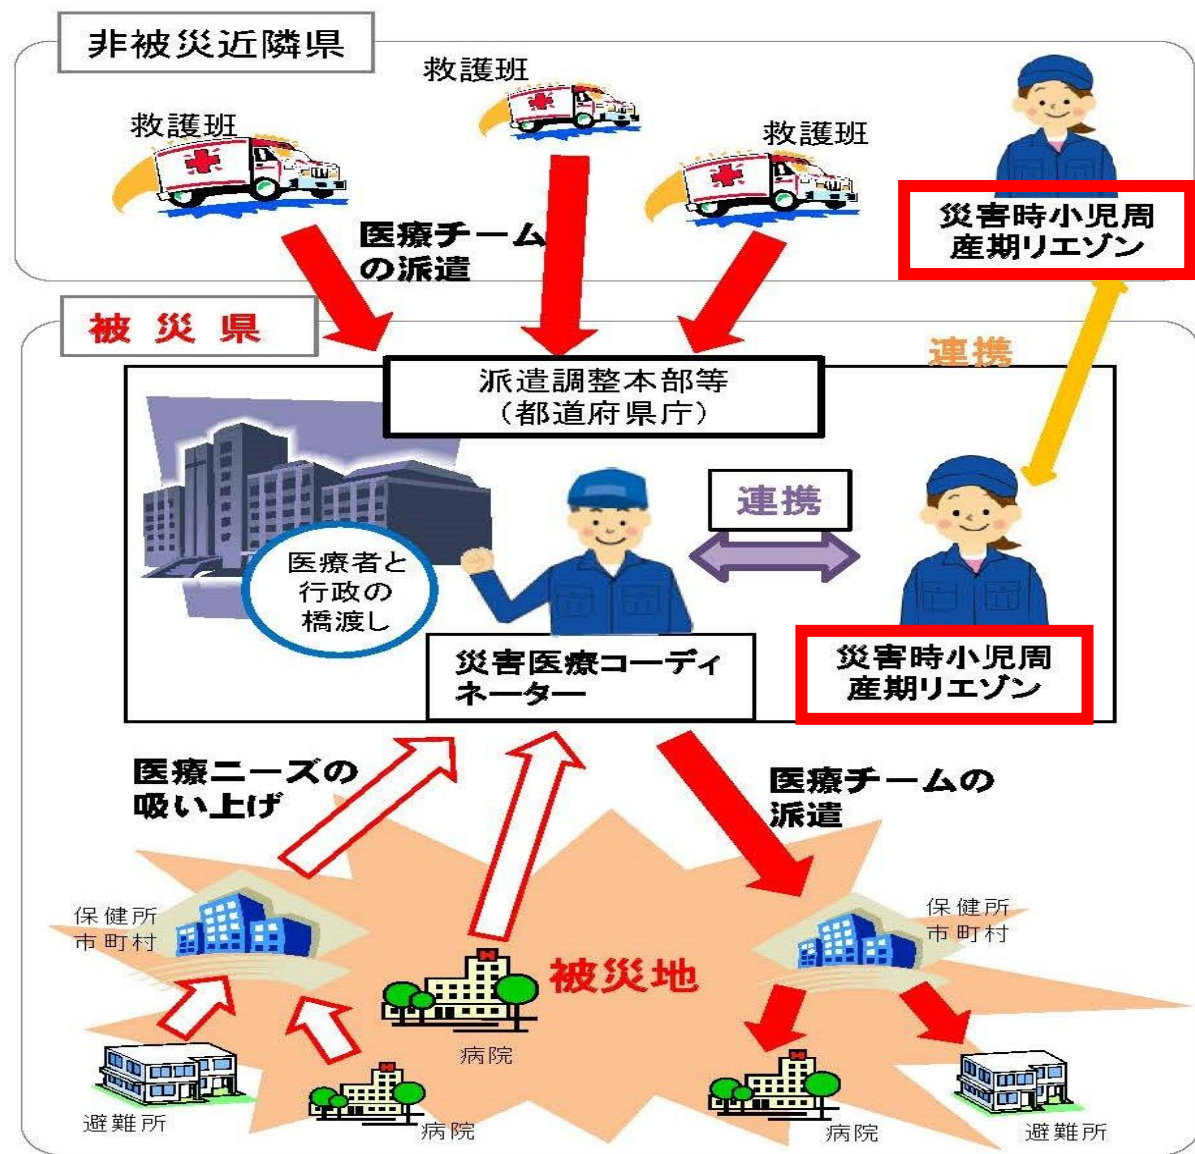 非被災近隣県
救護班
救護班
救護班
災害時小児周
産期リエゾン
医療チーム
の派遣
被災県
連携
派遣調整本部等
（都道府県庁）
連携
医療者と
行政の
橋渡し
災害医療コーディ
ネーター
災害時小児周
産期リエゾン
医療ニーズの
吸い上げ
医療チームの
派遣
保健所
市町村
保健所
市町村
被災地
病院
避難所
病院
病院
避難所